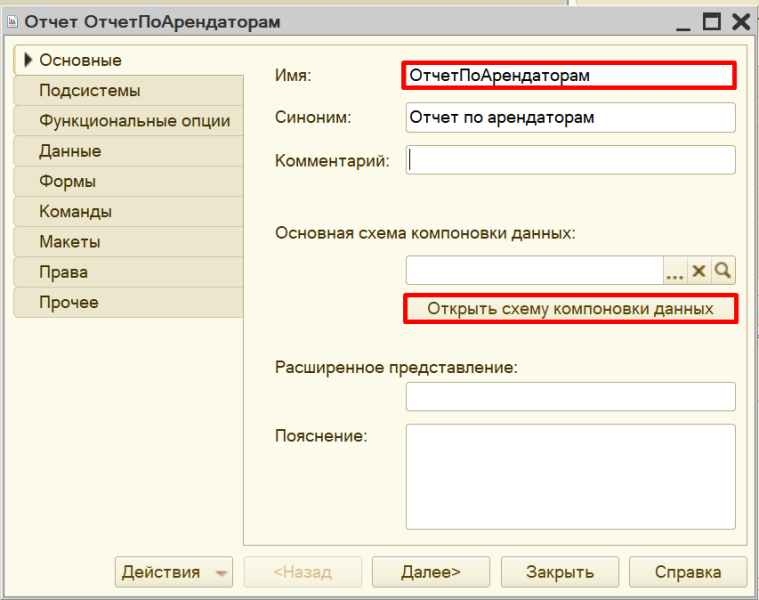 Отчет ОтчетПоАрендаторам
Основные
Подсистемы
Функциональные опции
Данные
Формы
Команды
Макеты
Права
Прочее
Имя: ОтчетПоАрендаторам
Синоним: Отчет по арендаторам
Комментарий:
Основная схема компоновки данных:
...
Открыть схему компоновки данных
Расширенное представление:
Пояснение:
Действия <Назад Далее> Закрыть Справка